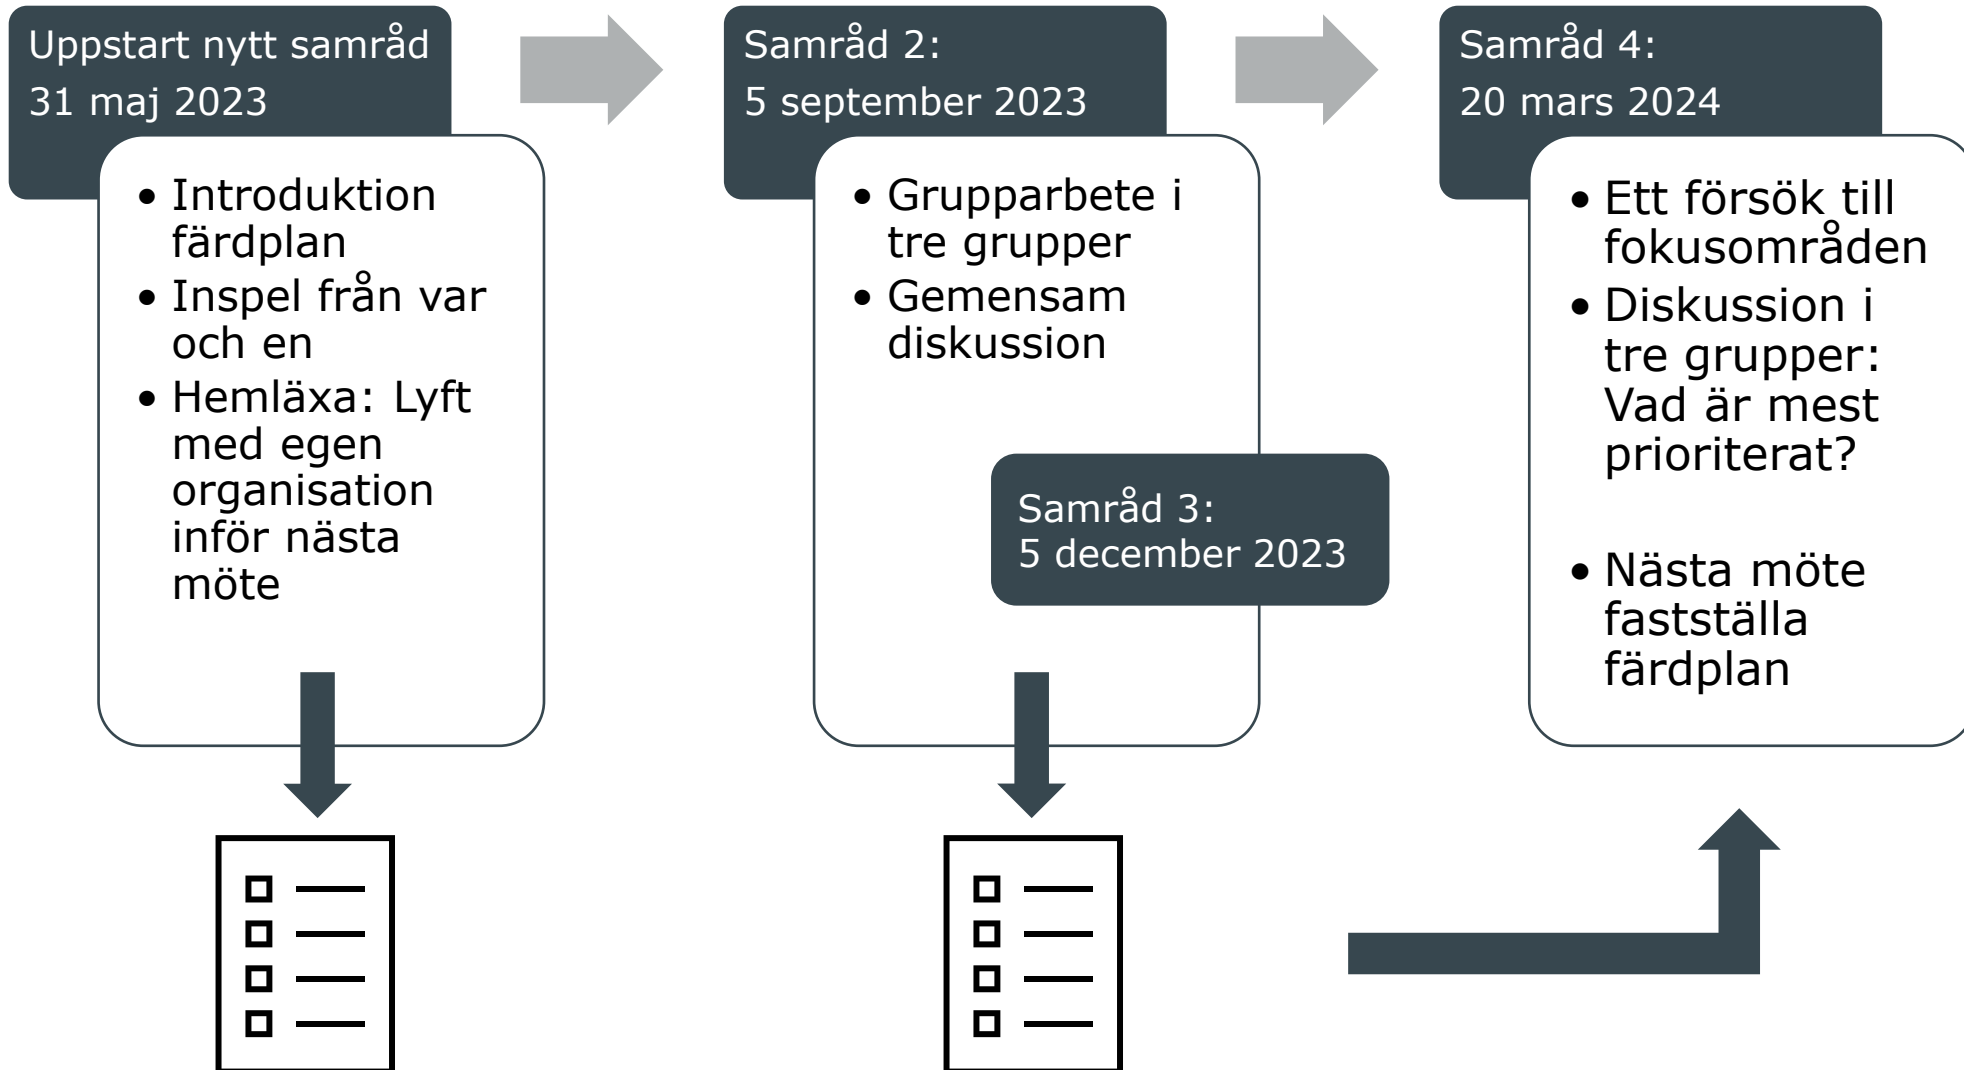 Uppstart nytt samråd
31 maj 2023
• Introduktion
färdplan
• Inspel från var
och en
• Hemläxa: Lyft
med egen
organisation
inför nästa
möte
Samråd 2:
5 september 2023
• Grupparbete i
tre grupper
• Gemensam
diskussion
Samråd 3:
5 december 2023
Samråd 4:
20 mars 2024
• Ett försök till
fokusområden
• Diskussion i
tre grupper:
Vad är mest
prioriterat?
• Nästa möte
fastställa
färdplan